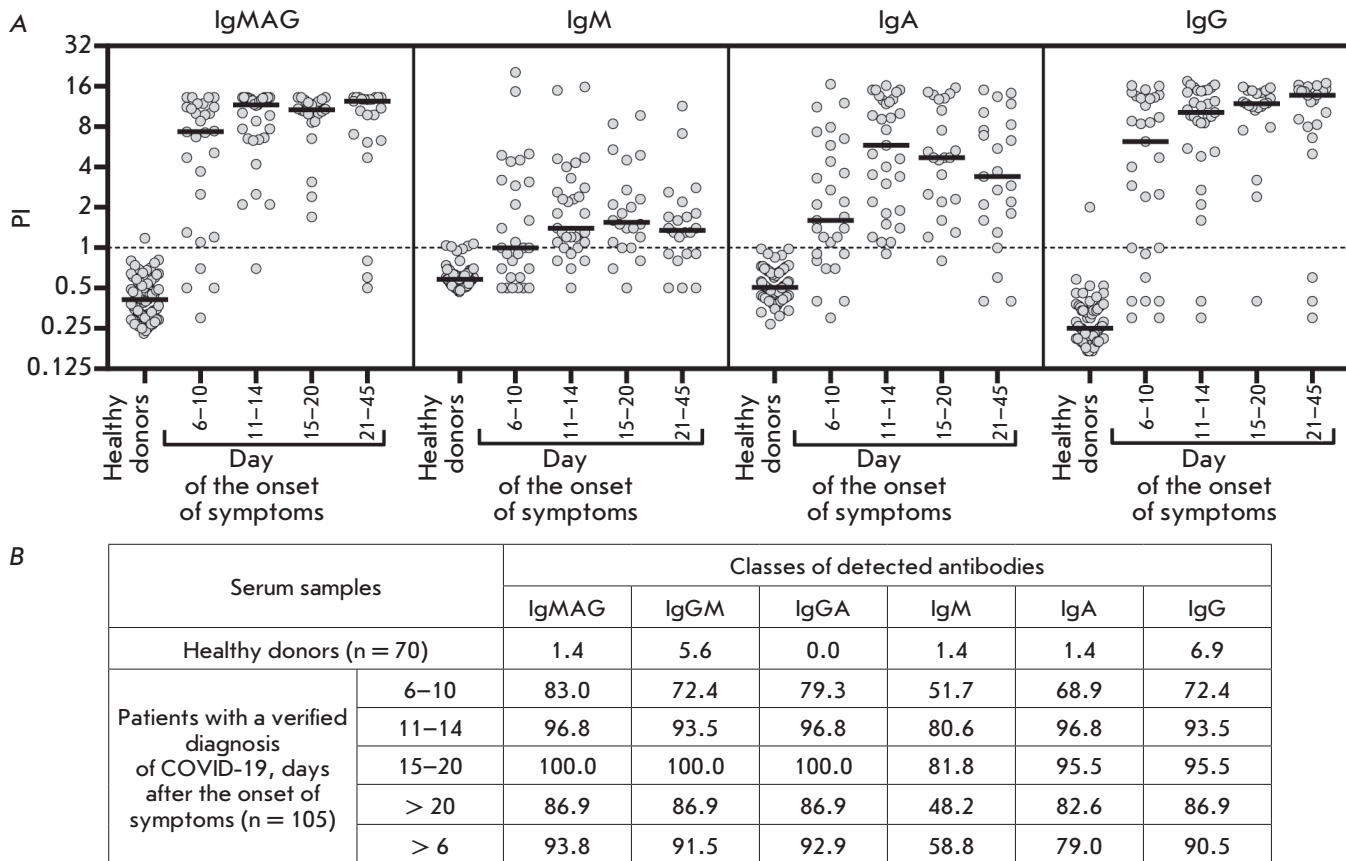 A
IgMAG IgM IgA IgG
PI
32
16
8
4
2
1
0.5
0.25
0.125
Healthy donors 6–10 11–14 15–20 21–45
Healthy donors 6–10 11–14 15–20 21–45
Healthy donors 6–10 11–14 15–20 21–45
Healthy donors 6–10 11–14 15–20 21–45
Day Day Day Day
of the onset of the onset of the onset of the onset
of symptoms of symptoms of symptoms of symptoms
B
Serum samples
Classes of detected antibodies
IgMAG IgGM IgGA IgM IgA IgG
Healthy donors (n = 70) 1.4 5.6 0.0 1.4 1.4 6.9
Patients with a verified
diagnosis
of COVID-19, days
after the onset of
symptoms (n = 105)
6–10 83.0 72.4 79.3 51.7 68.9 72.4
11–14 96.8 93.5 96.8 80.6 96.8 93.5
15–20 100.0 100.0 100.0 81.8 95.5 95.5
> 20 86.9 86.9 86.9 48.2 82.6 86.9
> 6 93.8 91.5 92.9 58.8 79.0 90.5